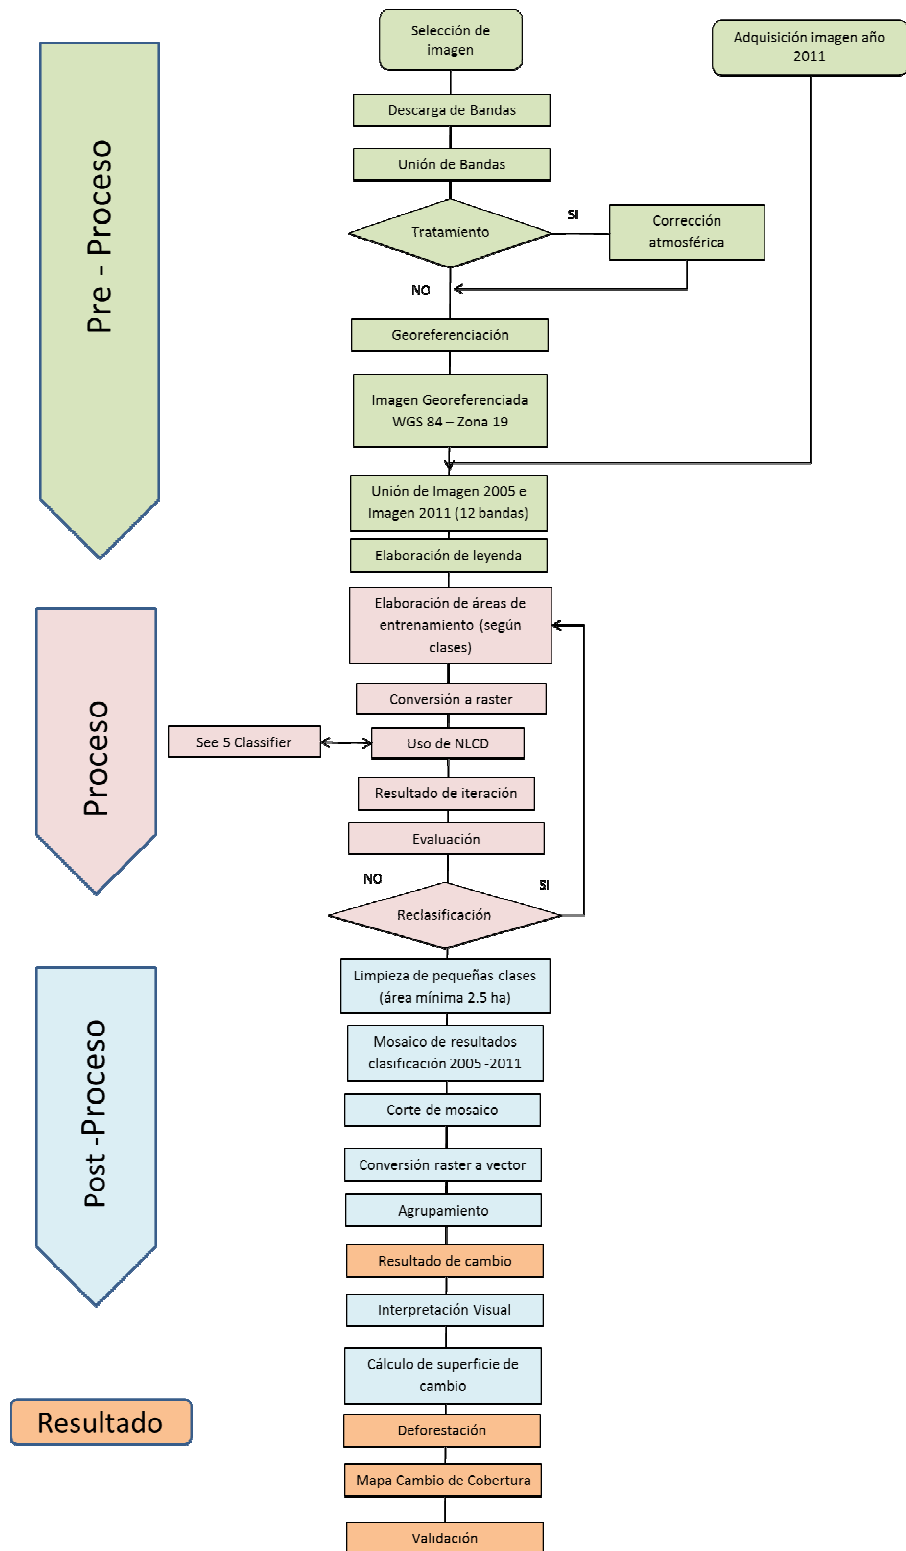 Selección de
imagen
Adquisición imagen año
2011
Pre - Proceso
Descarga de Bandas
Unión de Bandas
Tratamiento
SI
Corrección
atmosférica
NO
Georeferenciación
Imagen Georeferenciada
WGS 84 – Zona 19
Unión de Imagen 2005 e
Imagen 2011 (12 bandas)
Elaboración de leyenda
Proceso
Elaboración de áreas de
entrenamiento (según
clases)
Conversión a raster
See 5 Classifier
Uso de NLCD
Resultado de iteración
Evaluación
NO
SI
Reclasificación
Post -Proceso
Limpieza de pequeñas clases
(área mínima 2.5 ha)
Mosaico de resultados
clasificación 2005 -2011
Corte de mosaico
Conversión raster a vector
Agrupamiento
Resultado de cambio
Interpretación Visual
Cálculo de superficie de
cambio
Resultado
Deforestación
Mapa Cambio de Cobertura
Validación